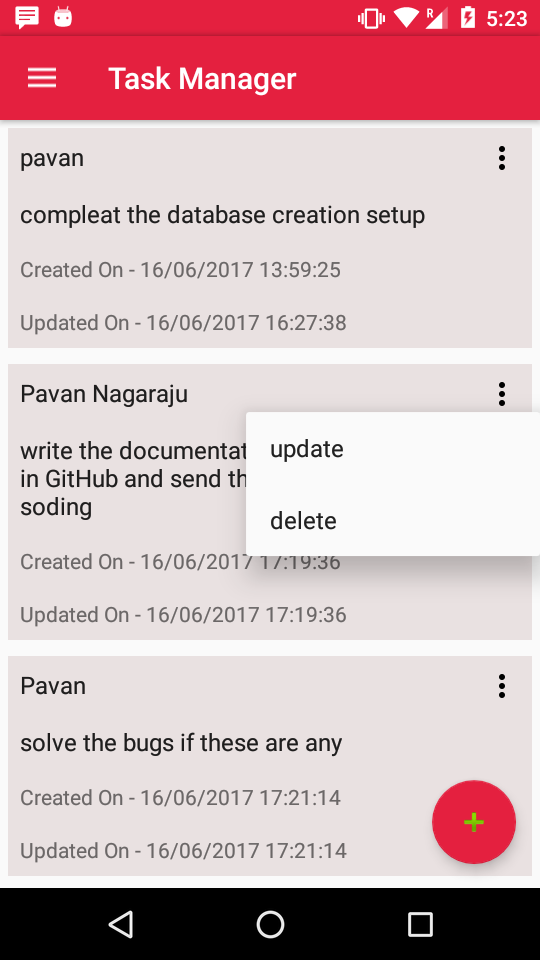 R
5:23
Task Manager
pavan
compleat the database creation setup
Created On - 16/06/2017 13:59:25
Updated On - 16/06/2017 16:27:38
Pavan Nagaraju
write the
in GitHub and send
soding
update
delete
Created On - 16/06/2017 17:19:36
Updated On - 16/06/2017 17:19:36
Pavan
solve the bugs if these are any
Created On - 16/06/2017 17:21:14
Updated On - 16/06/2017 17:21:14